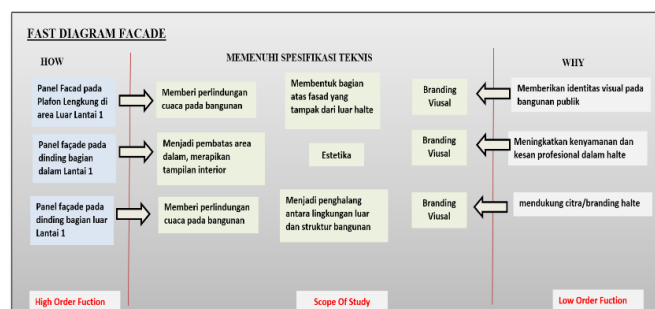 FAST DIAGRAM FACADE
HOW
MEMENUHI SPESIFIKASI TEKNIS
WHY
Panel Facad pada
Plafon Lengkung di
area Luar Lantai 1
Memberi perlindungan
cuaca pada bangunan
Membentuk bagian
atas fasad yang
tampak dari luar halte
Branding
Viusal
Memberikan identitas visual pada
bangunan publik
Panel façade pada
dinding bagian
dalam Lantai 1
Menjadi pembatas area
dalam, merapikan
tampilan interior
Estetika
Branding
Viusal
Meningkatkan kenyamanan dan
kesan profesional dalam halte
Panel façade pada
dinding bagian luar
Lantai 1
Memberi perlindungan
cuaca pada bangunan
Menjadi penghalang
antara lingkungan luar
dan struktur bangunan
Branding
Viusal
mendukung citra/branding halte
High Order Fuction
Scope Of Study
Low Order Fuction